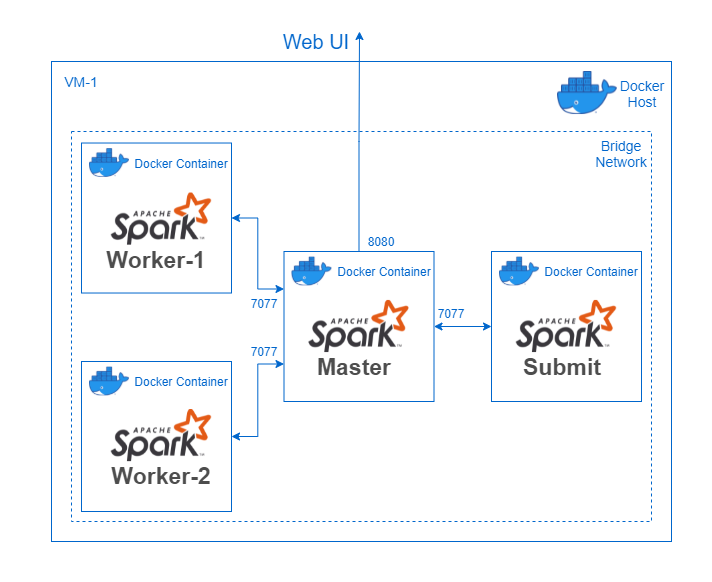 Web UI
VM-1
Docker
Host
Bridge
Network
Docker Container
APACHE
Spark
Worker-1
7077
8080
Docker Container
APACHE
Spark
Master
7077
Docker Container
APACHE
Spark
Submit
7077
Docker Container
APACHE
Spark
Worker-2